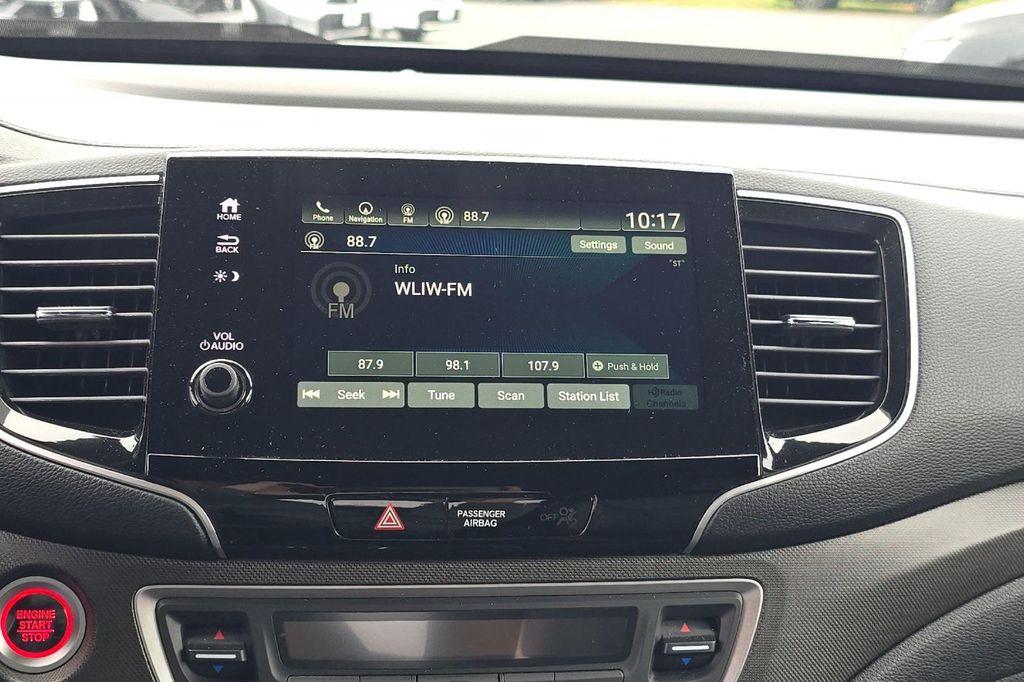 HOME
BACK
VOL
AUDIO
Phone
Navigation
FM
88.7
10:17
88.7
Settings
Sound
"ST"
Info
WLIW-FM
FM
87.9
98.1
107.9
Push & Hold
Seek
Tune
Scan
Station List
Radio
Channels
PASSENGER
AIRBAG
OFF
ENGINE
START
STOP